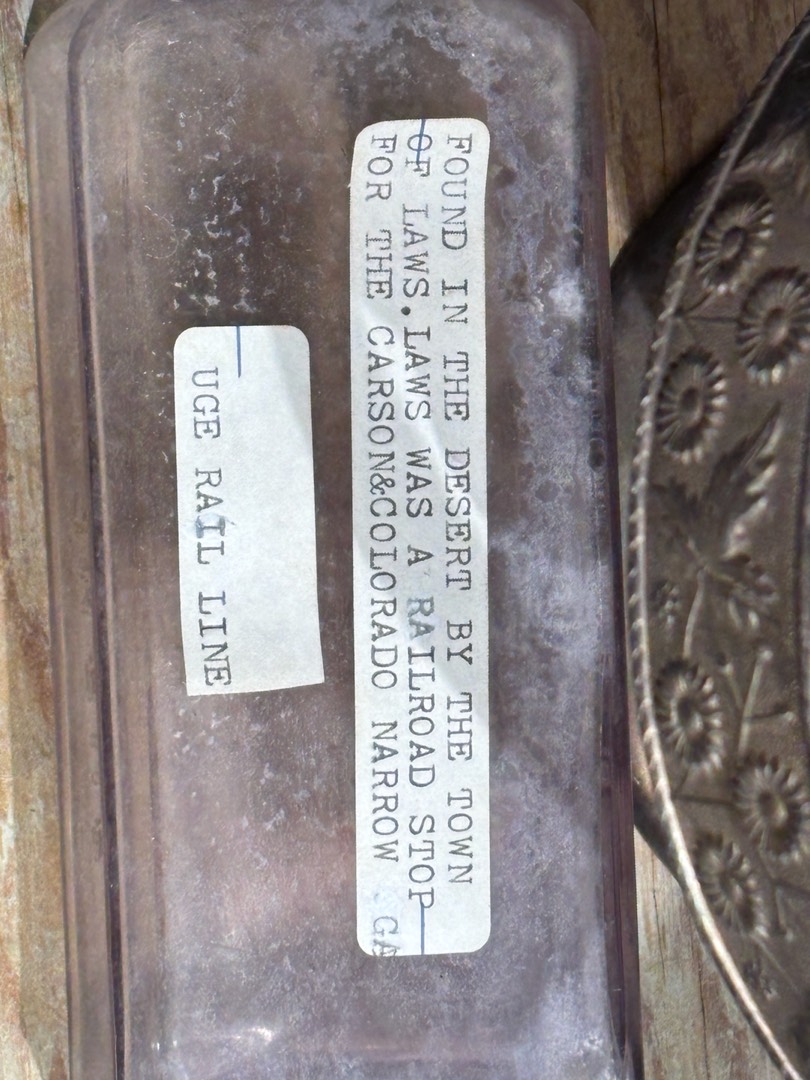 FOUND IN THE DESERT BY THE TOWN
OF LAWS.LAWS WAS A RAILROAD STOP
FOR THE CARSON&COLORADO NARROW GA
UGE RAIL LINE